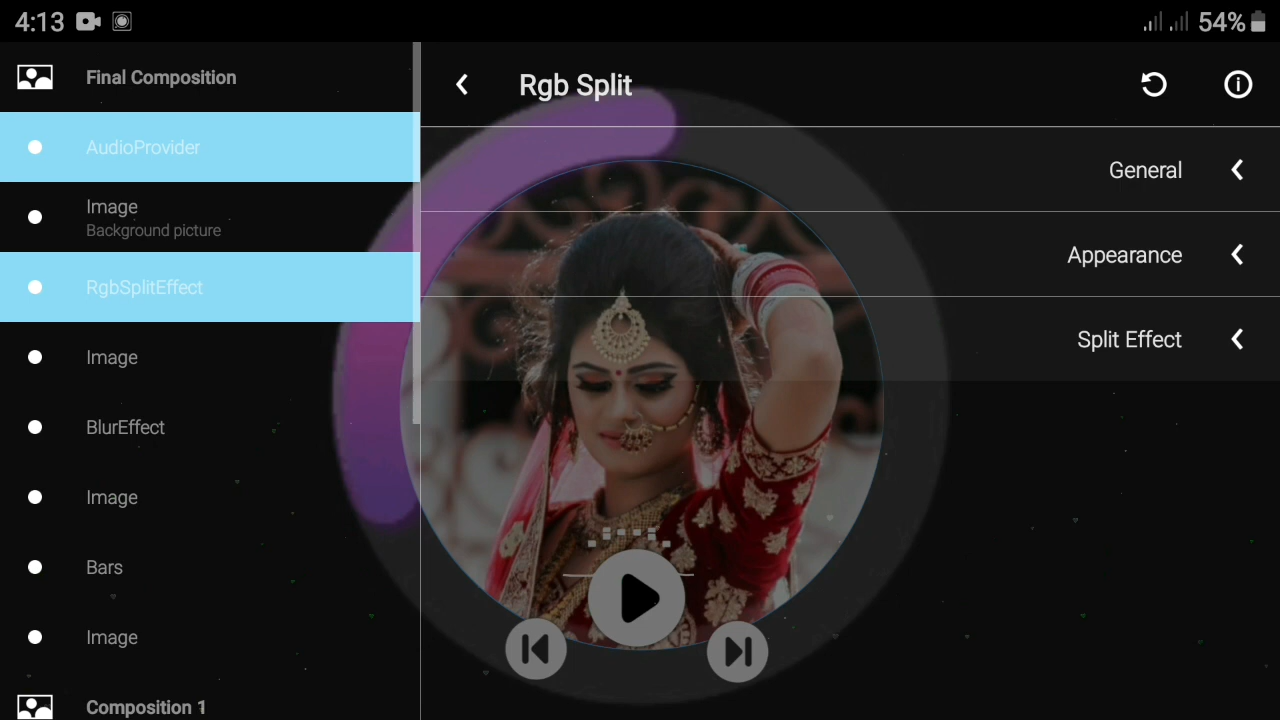 4:13
54%
Final Composition
AudioProvider
Image
Background picture
RgbSplitEffect
Image
BlurEffect
Image
Bars
Image
Composition 1
Rgb Split
General
Appearance
Split Effect